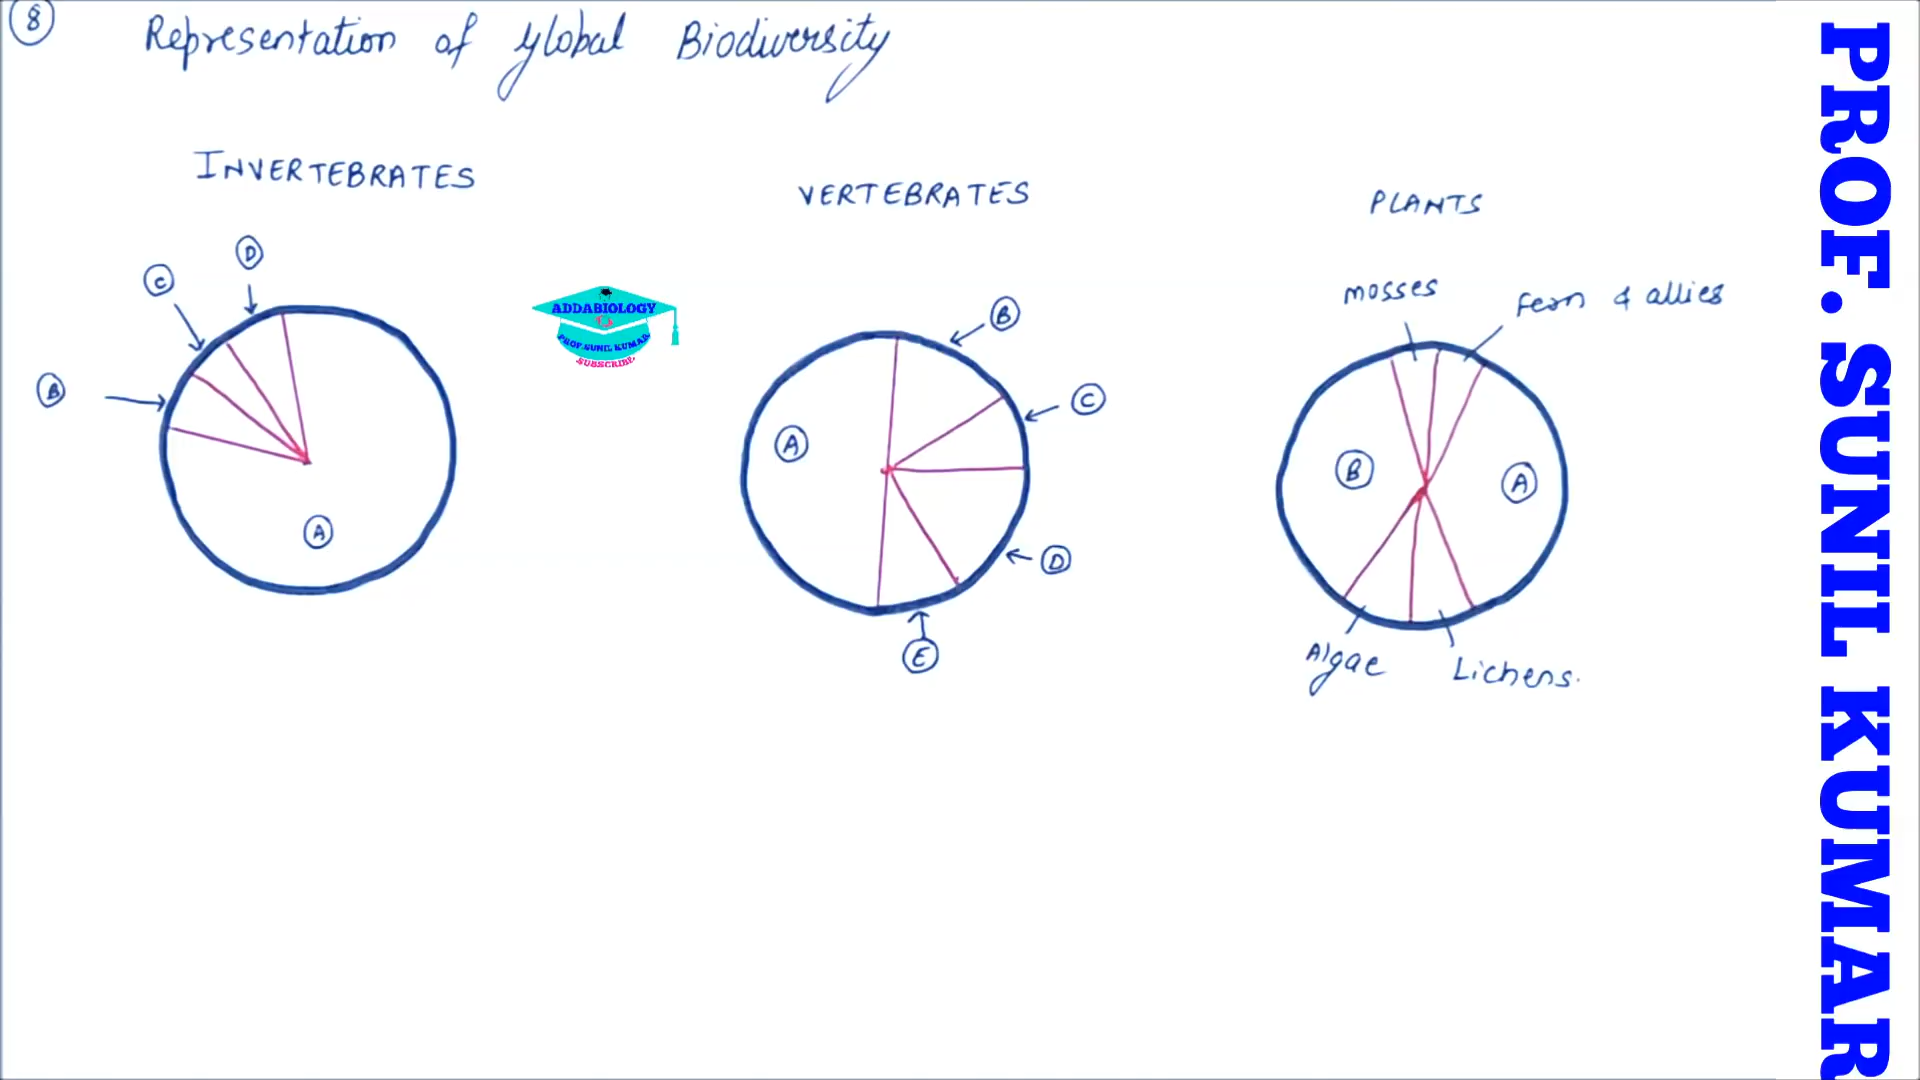 8
Representation of Global Biodiversity
INVERTEBRATES
VERTEBRATES
PLANTS
D
C
B
A
ADDABIOLOGY
PROF.SUNIL KUMAR
SUBSCRIBE
B
C
A
D
E
mosses
Fern & allies
B
A
Algae
Lichens.
PROF. SUNIL KUMAR